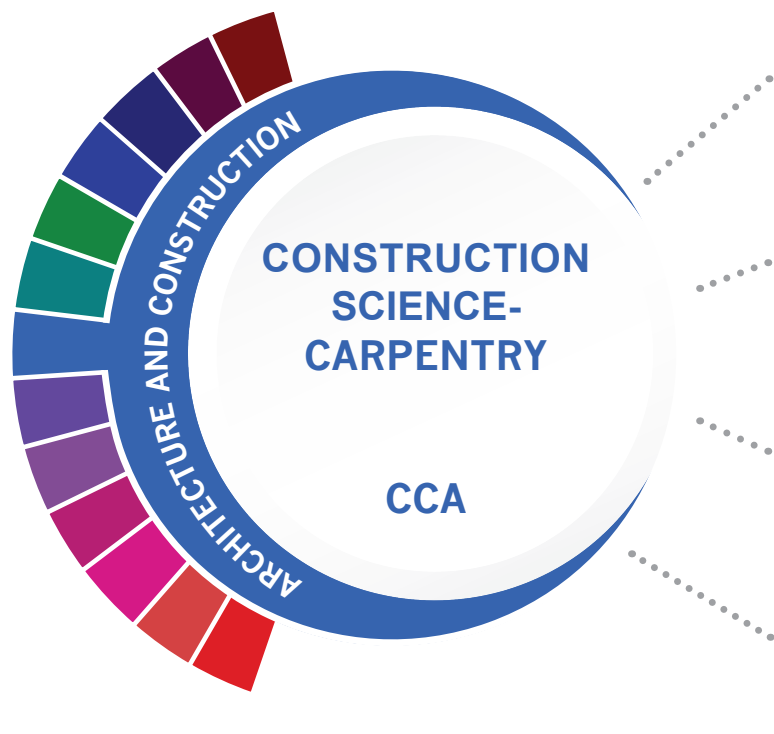 ARCHITECTURE AND CONSTRUCTION
CONSTRUCTION
SCIENCE-
CARPENTRY
CCA